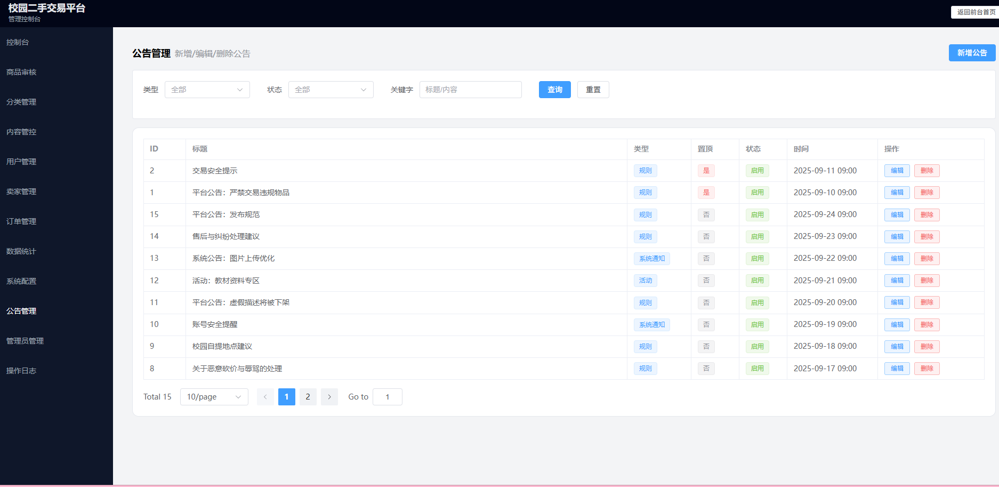 校园二手交易平台
管理控制台
返回前台首页
控制台
商品审核
分类管理
内容管控
用户管理
卖家管理
订单管理
数据统计
系统配置
公告管理
管理员管理
操作日志
公告管理 新增/编辑/删除公告
新增公告
类型 全部 状态 全部 关键字 标题/内容 查询 重置
ID 标题 类型 置顶 状态 时间 操作
2 交易安全提示 规则 是 启用 2025-09-11 09:00 编辑 删除
1 平台公告：严禁交易违规物品 规则 是 启用 2025-09-10 09:00 编辑 删除
15 平台公告：发布规范 规则 否 启用 2025-09-24 09:00 编辑 删除
14 售后与纠纷处理建议 规则 否 启用 2025-09-23 09:00 编辑 删除
13 系统公告：图片上传优化 系统通知 否 启用 2025-09-22 09:00 编辑 删除
12 活动：教材资料专区 活动 否 启用 2025-09-21 09:00 编辑 删除
11 平台公告：虚假描述将被下架 规则 否 启用 2025-09-20 09:00 编辑 删除
10 账号安全提醒 系统通知 否 启用 2025-09-19 09:00 编辑 删除
9 校园自提地点建议 规则 否 启用 2025-09-18 09:00 编辑 删除
8 关于恶意砍价与辱骂的处理 规则 否 启用 2025-09-17 09:00 编辑 删除
Total 15 10/page 1 2 Go to 1